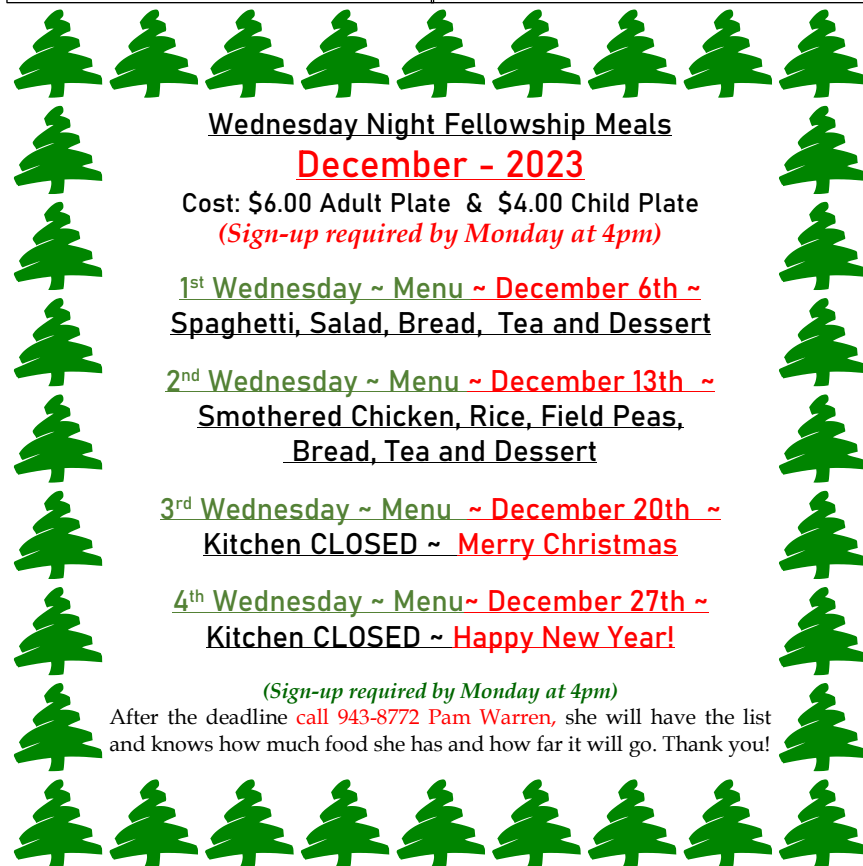 Wednesday Night Fellowship Meals
December - 2023
Cost: $6.00 Adult Plate & $4.00 Child Plate
(Sign-up required by Monday at 4pm)
1st Wednesday ~ Menu ~ December 6th ~
Spaghetti, Salad, Bread, Tea and Dessert
2nd Wednesday ~ Menu ~ December 13th ~
Smothered Chicken, Rice, Field Peas,
Bread, Tea and Dessert
3rd Wednesday ~ Menu ~ December 20th ~
Kitchen CLOSED ~ Merry Christmas
4th Wednesday ~ Menu~ December 27th ~
Kitchen CLOSED ~ Happy New Year!
(Sign-up required by Monday at 4pm)
After the deadline call 943-8772 Pam Warren, she will have the list
and knows how much food she has and how far it will go. Thank you!